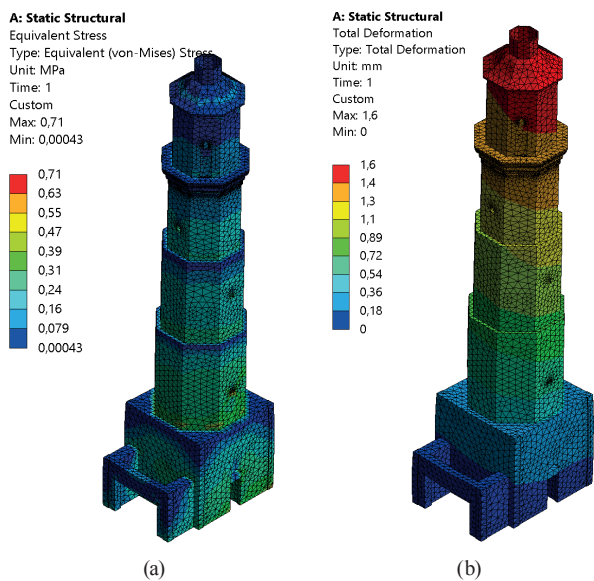 A: Static Structural
Equivalent Stress
Type: Equivalent (von-Mises) Stress
Unit: MPa
Time: 1
Custom
Max: 0,71
Min: 0,00043
0,71
0,63
0,55
0,47
0,39
0,31
0,24
0,16
0,079
0,00043
(a)
A: Static Structural
Total Deformation
Type: Total Deformation
Unit: mm
Time: 1
Custom
Max: 1,6
Min: 0
1,6
1,4
1,3
1,1
0,89
0,72
0,54
0,36
0,18
0
(b)